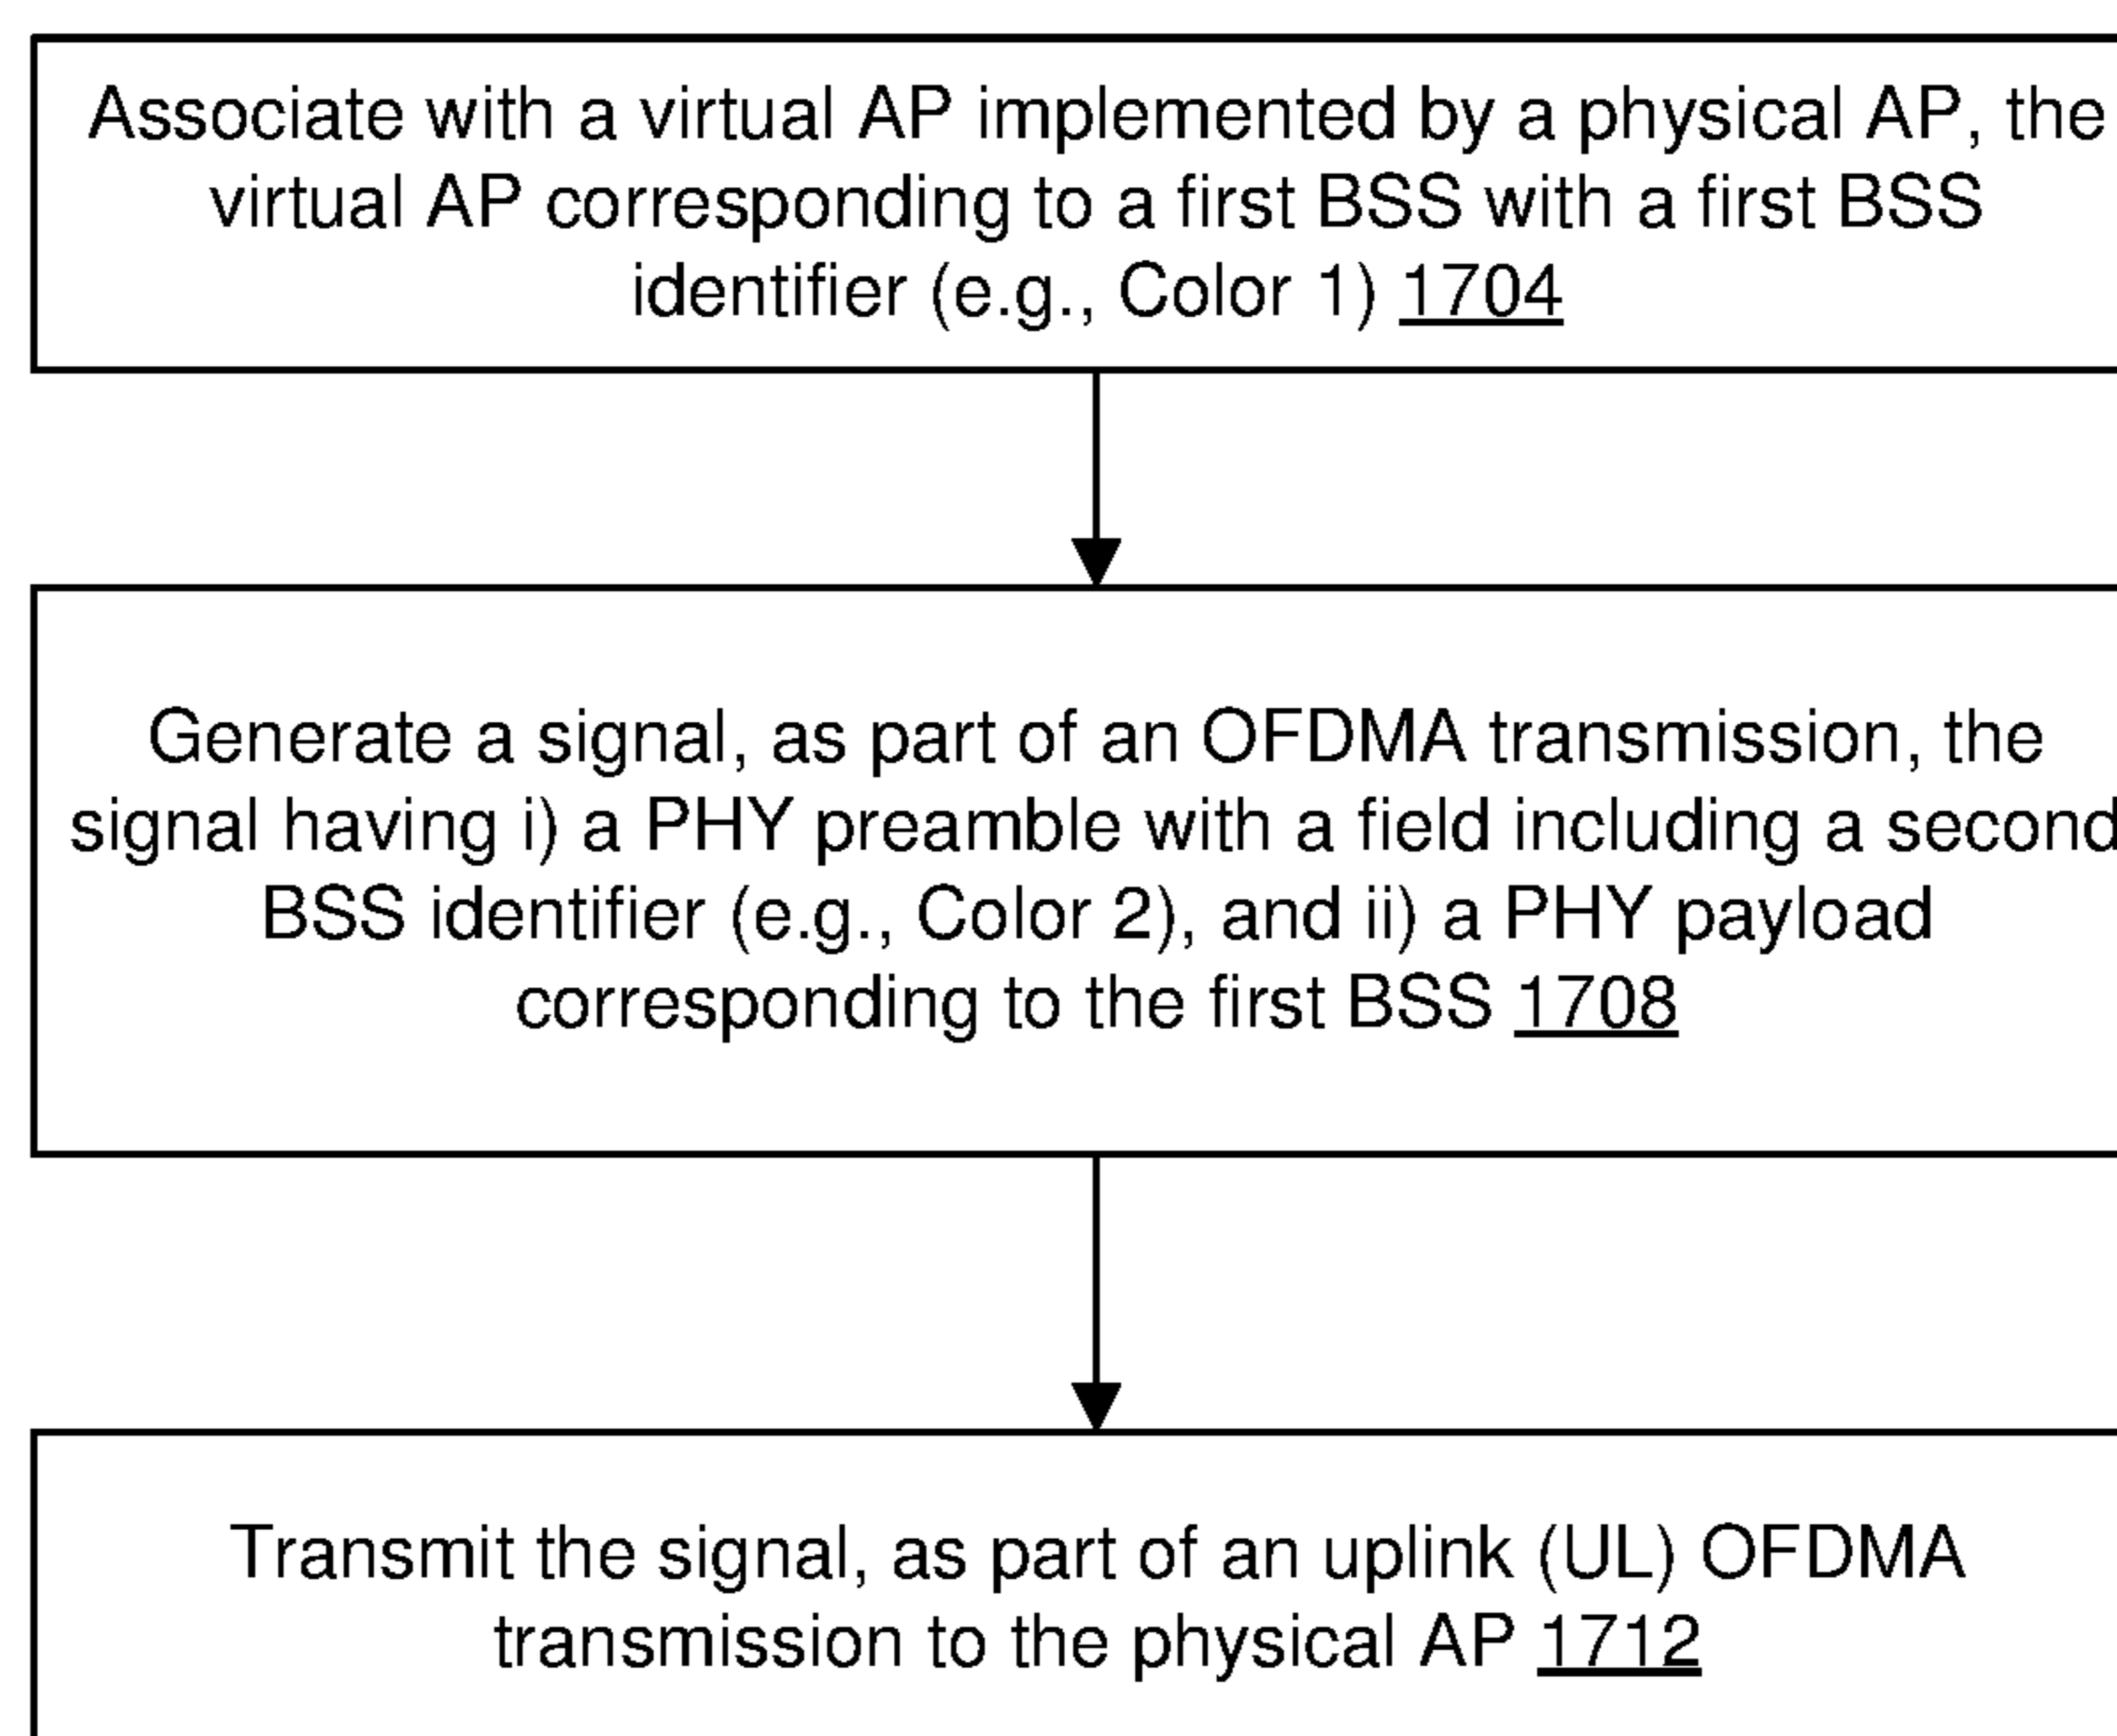 Associate with a virtual AP implemented by a physical AP, the
virtual AP corresponding to a first BSS with a first BSS
identifier (e.g., Color 1) 1704
Generate a signal, as part of an OFDMA transmission, the
signal having i) a PHY preamble with a field including a second
BSS identifier (e.g., Color 2), and ii) a PHY payload
corresponding to the first BSS 1708
Transmit the signal, as part of an uplink (UL) OFDMA
transmission to the physical AP 1712